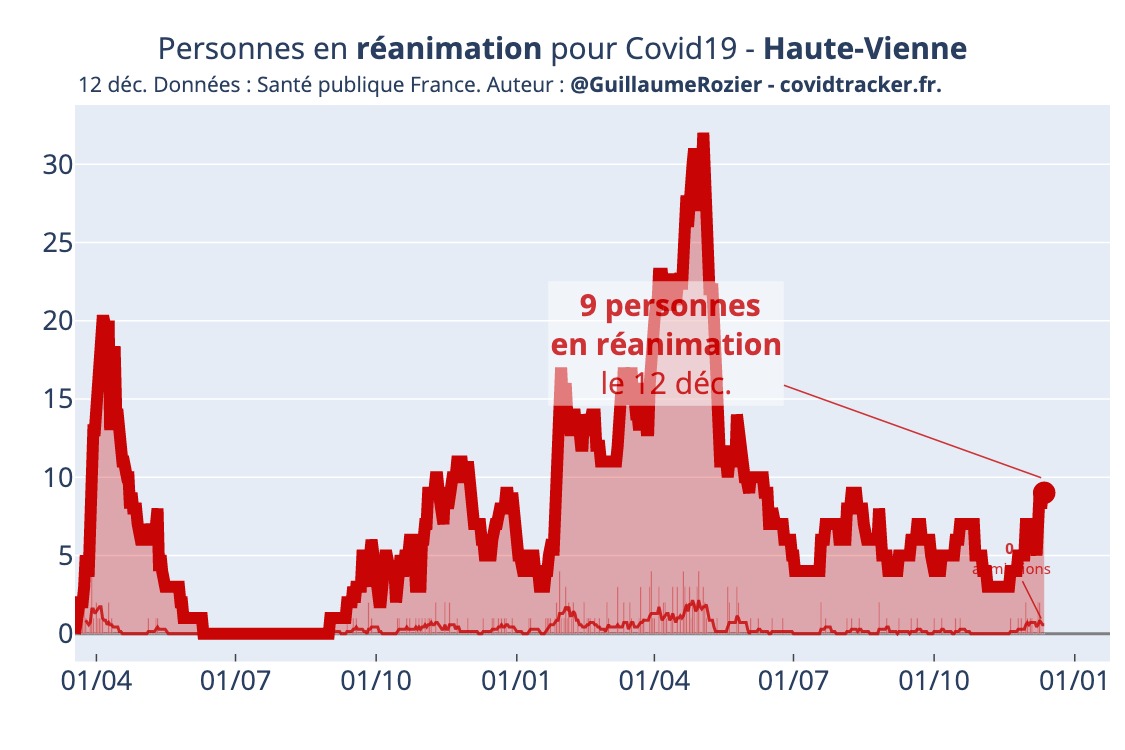 Personnes en réanimation pour Covid19 - Haute-Vienne
12 déc. Données : Santé publique France. Auteur : @GuillaumeRozier - covidtracker.fr.
30
25
20
15
10
5
0
9 personnes
en réanimation
le 12 déc.
0
admissions
01/04
01/07
01/10
01/01
01/04
01/07
01/10
01/01